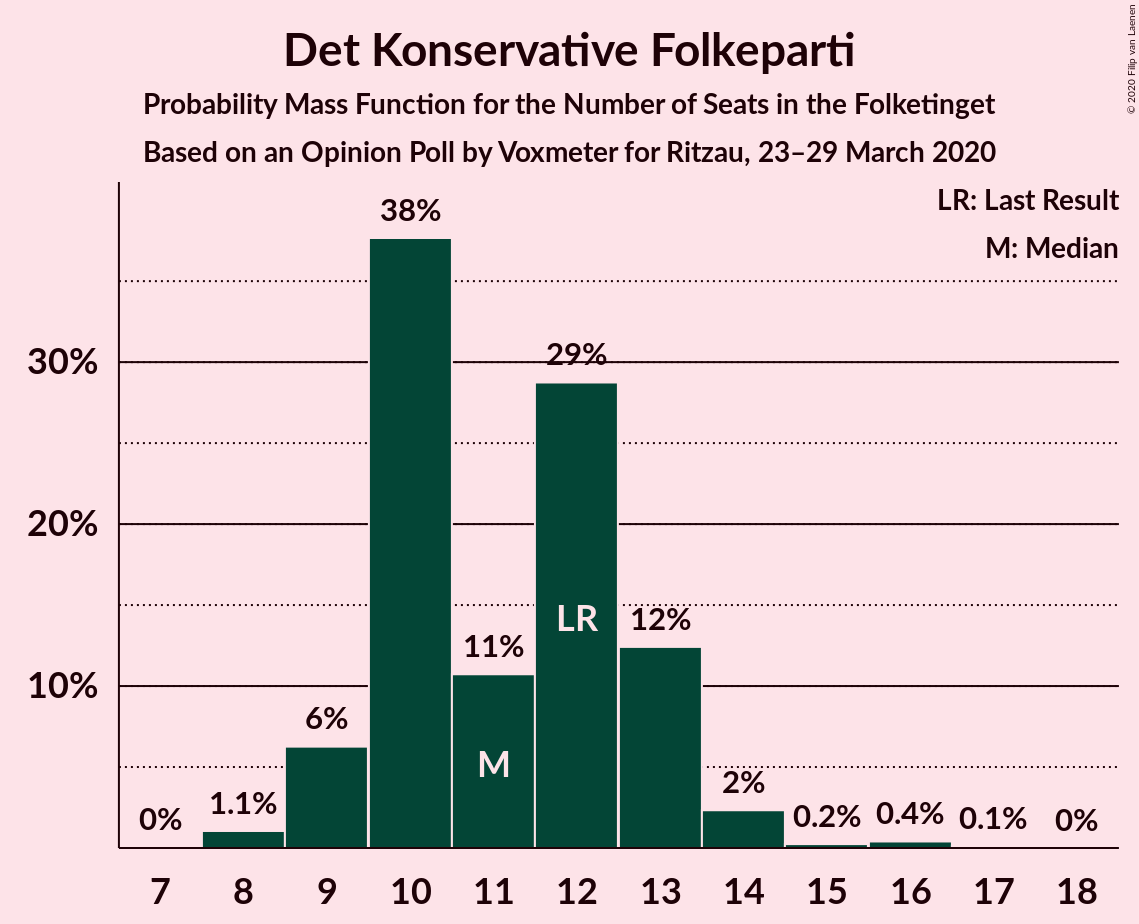 Det Konservative Folkeparti
Probability Mass Function for the Number of Seats in the Folketinget
Based on an Opinion Poll by Voxmeter for Ritzau, 23–29 March 2020
© 2020 Filip van Laenen
LR: Last Result
M: Median
38%
30%
29%
20%
LR
12%
11%
10%
6%
M
2%
1.1%
0%
0.2%
0.4%
0.1%
0%
7 8 9 10 11 12 13 14 15 16 17 18